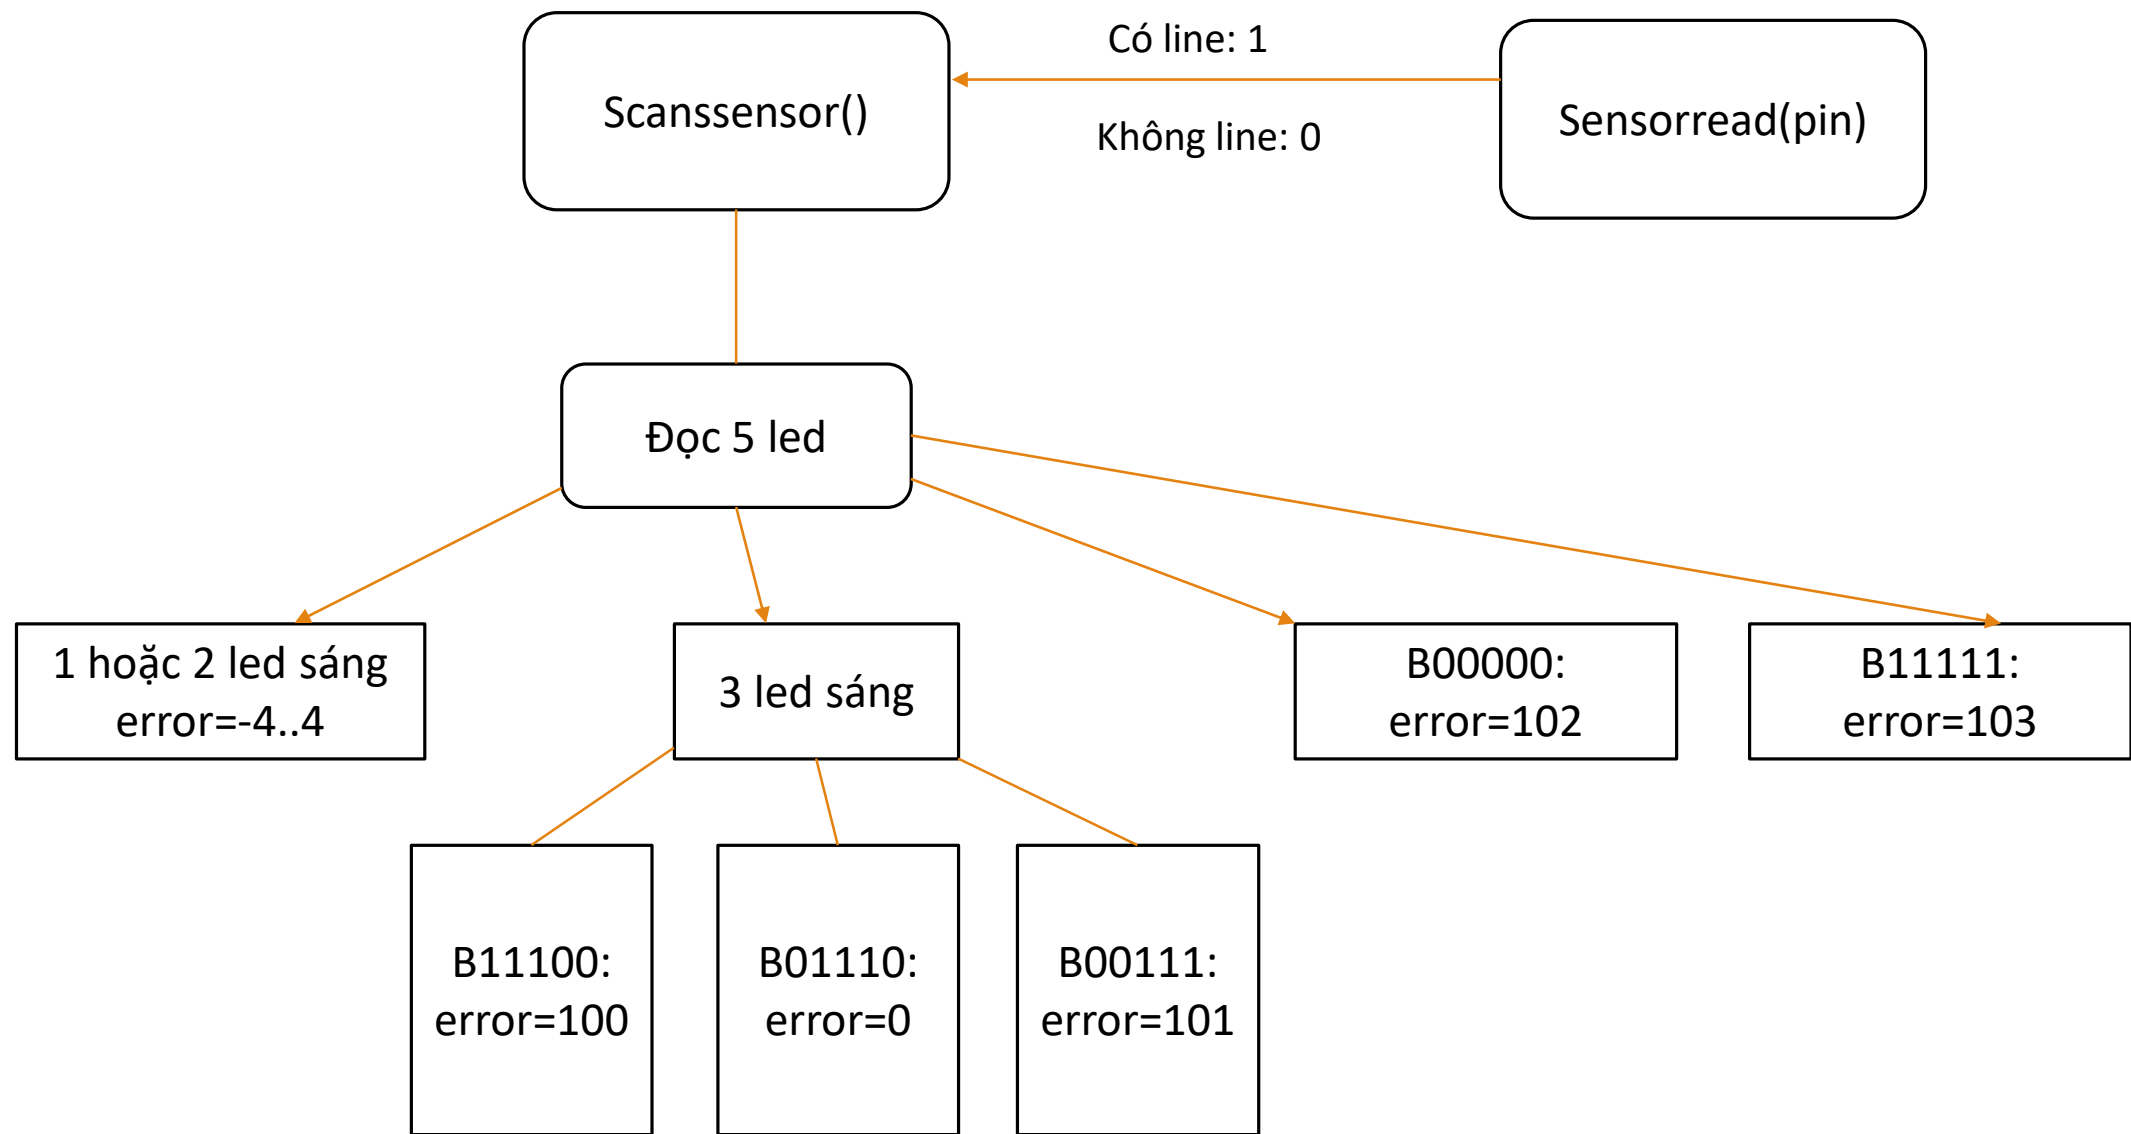 Có line: 1
Scanssensor()
Sensorread(pin)
Không line: 0
Đọc 5 led
1 hoặc 2 led sáng
error=-4..4
3 led sáng
B00000:
error=102
B11111:
error=103
B11100:
error=100
B01110:
error=0
B00111:
error=101